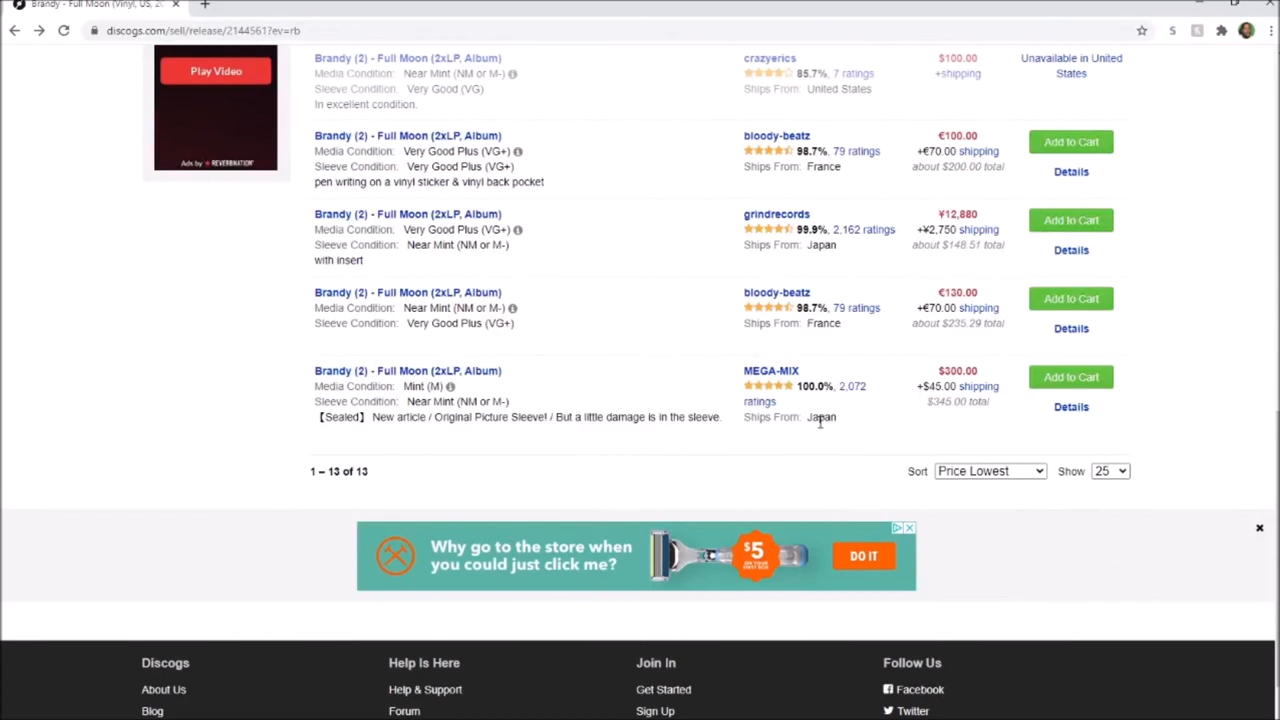 Brandy - Full Moon (Vinyl, US, 20
discogs.com/sell/release/2144561?ev=rb
Play Video
Ads by REVERBNATION
Brandy (2) - Full Moon (2xLP, Album)
Media Condition: Near Mint (NM or M-)
Sleeve Condition: Very Good (VG)
In excellent condition.
crazyerics
85.7%, 7 ratings
Ships From: United States
$100.00
+shipping
Unavailable in United
States
Brandy (2) - Full Moon (2xLP, Album)
Media Condition: Very Good Plus (VG+)
Sleeve Condition: Very Good Plus (VG+)
pen writing on a vinyl sticker & vinyl back pocket
bloody-beatz
98.7%, 79 ratings
Ships From: France
€100.00
+€70.00 shipping
about $200.00 total
Add to Cart
Details
Brandy (2) - Full Moon (2xLP, Album)
Media Condition: Very Good Plus (VG+)
Sleeve Condition: Near Mint (NM or M-)
with insert
grindrecords
99.9%, 2,162 ratings
Ships From: Japan
¥12,880
+¥2,750 shipping
about $148.51 total
Add to Cart
Details
Brandy (2) - Full Moon (2xLP, Album)
Media Condition: Near Mint (NM or M-)
Sleeve Condition: Very Good Plus (VG+)
bloody-beatz
98.7%, 79 ratings
Ships From: France
€130.00
+€70.00 shipping
about $235.29 total
Add to Cart
Details
Brandy (2) - Full Moon (2xLP, Album)
Media Condition: Mint (M)
Sleeve Condition: Near Mint (NM or M-)
【Sealed】 New article / Original Picture Sleeve! / But a little damage is in the sleeve.
MEGA-MIX
100.0%, 2,072
ratings
Ships From: Japan
$300.00
+$45.00 shipping
$345.00 total
Add to Cart
Details
1 – 13 of 13
Sort Price Lowest Show 25
Why go to the store when
you could just click me?
$5
DO IT
Discogs
About Us
Blog
Help Is Here
Help & Support
Forum
Join In
Get Started
Sign Up
Follow Us
Facebook
Twitter